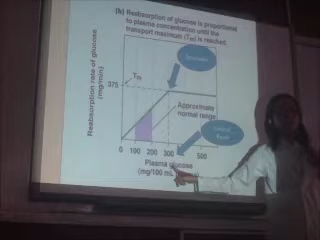 (b) Reabsorption of glucose is proportional
to plasma concentration until the
transport maximum (Tm) is reached.
Saturation
Reabsorption rate of glucose
(mg/min)
375
Tm
Approximate
normal range
0 100 200 300 500
Plasma glucose
(mg/100 mL